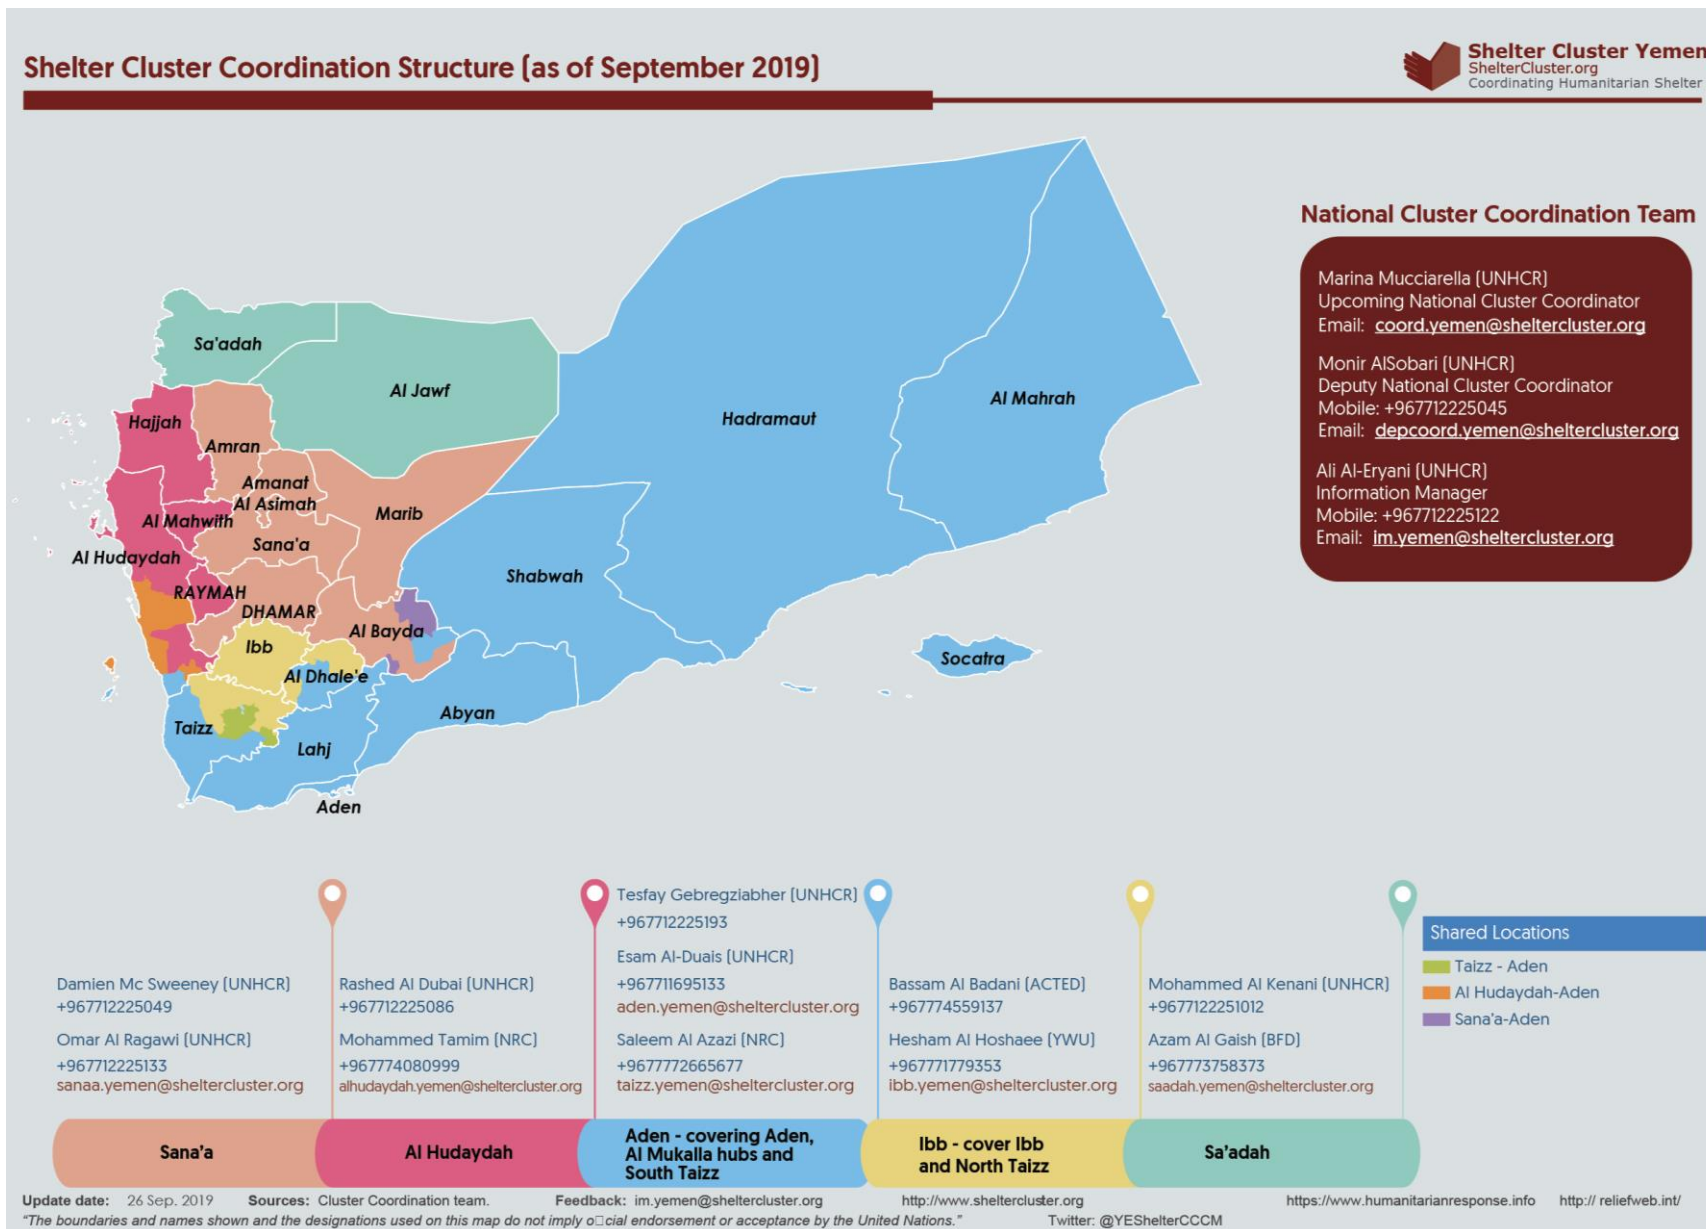 Shelter Cluster Coordination Structure (as of September 2019)
Shelter Cluster Yemen
ShelterCluster.org
Coordinating Humanitarian Shelter
National Cluster Coordination Team
Marina Mucciarella (UNHCR)
Upcoming National Cluster Coordinator
Email: coord.yemen@sheltercluster.org
Monir AlSobari (UNHCR)
Deputy National Cluster Coordinator
Mobile: +967712225045
Email: depcoord.yemen@sheltercluster.org
Ali Al-Eryani (UNHCR)
Information Manager
Mobile: +967712225122
Email: im.yemen@sheltercluster.org
Sa'adah
Al Jawf
Hadramaut
Al Mahrah
Hajjah
Amran
Amanat
Al Asimah
Marib
Al Mahwith
Sana'a
Al Hudaydah
Shabwah
RAYMAH
DHAMAR
Al Bayda
Ibb
Al Dhale'e
Socatra
Abyan
Taizz
Lahj
Aden
Damien Mc Sweeney (UNHCR)
+967712225049
Omar Al Ragawi (UNHCR)
+967712225133
sanaa.yemen@sheltercluster.org
Sana'a
Rashed Al Dubai (UNHCR)
+967712225086
Mohammed Tamim (NRC)
+967774080999
alhudaydah.yemen@sheltercluster.org
Al Hudaydah
Tesfay Gebregziabher (UNHCR)
+967712225193
Esam Al-Duais (UNHCR)
+967711695133
aden.yemen@sheltercluster.org
Saleem Al Azazi (NRC)
+9677772665677
taizz.yemen@sheltercluster.org
Aden - covering Aden,
Al Mukalla hubs and
South Taizz
Bassam Al Badani (ACTED)
+967774559137
Hesham Al Hoshaee (YWU)
+967771779353
ibb.yemen@sheltercluster.org
Ibb - cover Ibb
and North Taizz
Mohammed Al Kenani (UNHCR)
+9677122251012
Azam Al Gaish (BFD)
+967773758373
saadah.yemen@sheltercluster.org
Sa'adah
Shared Locations
Taizz - Aden
Al Hudaydah-Aden
Sana'a-Aden
Update date: 26 Sep. 2019 Sources: Cluster Coordination team. Feedback: im.yemen@sheltercluster.org http://www.sheltercluster.org https://www.humanitarianresponse.info http:// reliefweb.int/
"The boundaries and names shown and the designations used on this map do not imply o□cial endorsement or acceptance by the United Nations." Twitter: @YEShelterCCCM